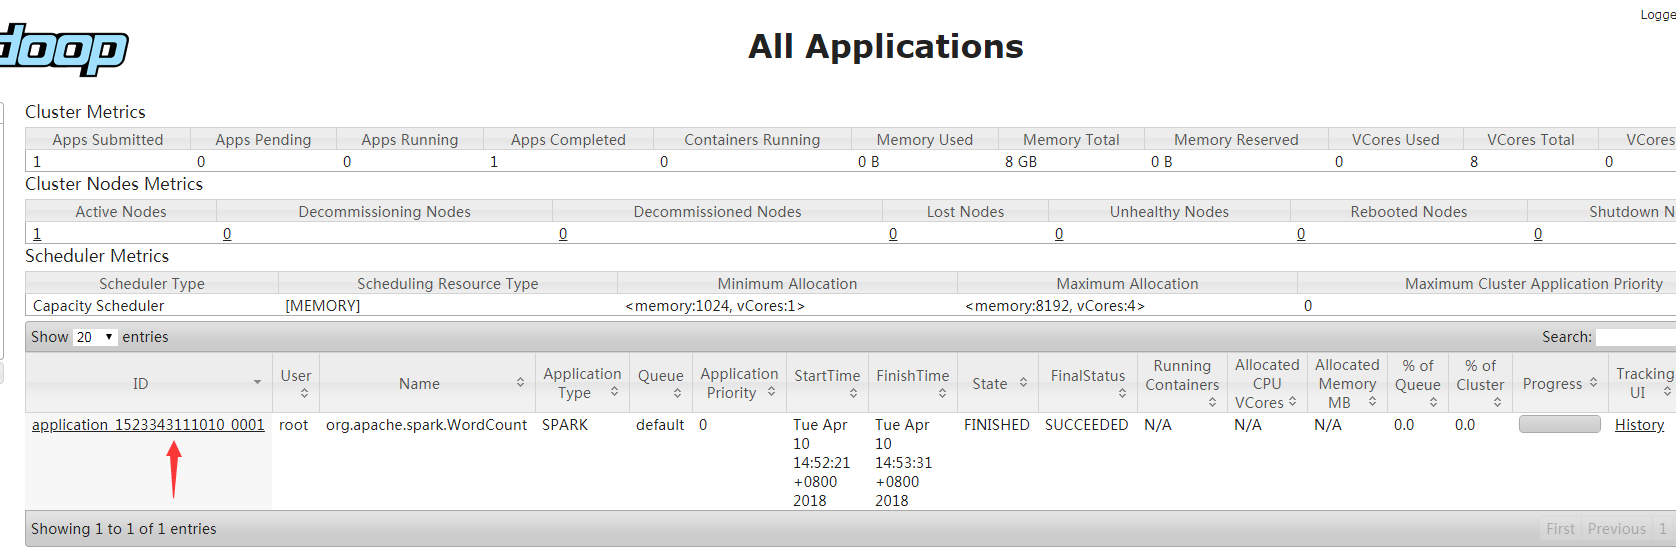 Logge
doop
All Applications
Cluster Metrics
Apps Submitted Apps Pending Apps Running Apps Completed Containers Running Memory Used Memory Total Memory Reserved VCores Used VCores Total VCores
1 0 0 1 0 0 B 8 GB 0 B 0 8 0
Cluster Nodes Metrics
Active Nodes Decommissioning Nodes Decommissioned Nodes Lost Nodes Unhealthy Nodes Rebooted Nodes Shutdown N
1 0 0 0 0 0 0
Scheduler Metrics
Scheduler Type Scheduling Resource Type Minimum Allocation Maximum Allocation Maximum Cluster Application Priority
Capacity Scheduler [MEMORY] <memory:1024, vCores:1> <memory:8192, vCores:4> 0
Show 20 entries Search:
ID User Name Application Type Queue Application Priority StartTime FinishTime State FinalStatus Running Containers Allocated CPU VCores Allocated Memory MB % of Queue % of Cluster Progress Tracking UI
application_1523343111010_0001 root org.apache.spark.WordCount SPARK default 0 Tue Apr 10 14:52:21 +0800 2018 Tue Apr 10 14:53:31 +0800 2018 FINISHED SUCCEEDED N/A N/A N/A 0.0 0.0 History
Showing 1 to 1 of 1 entries First Previous 1